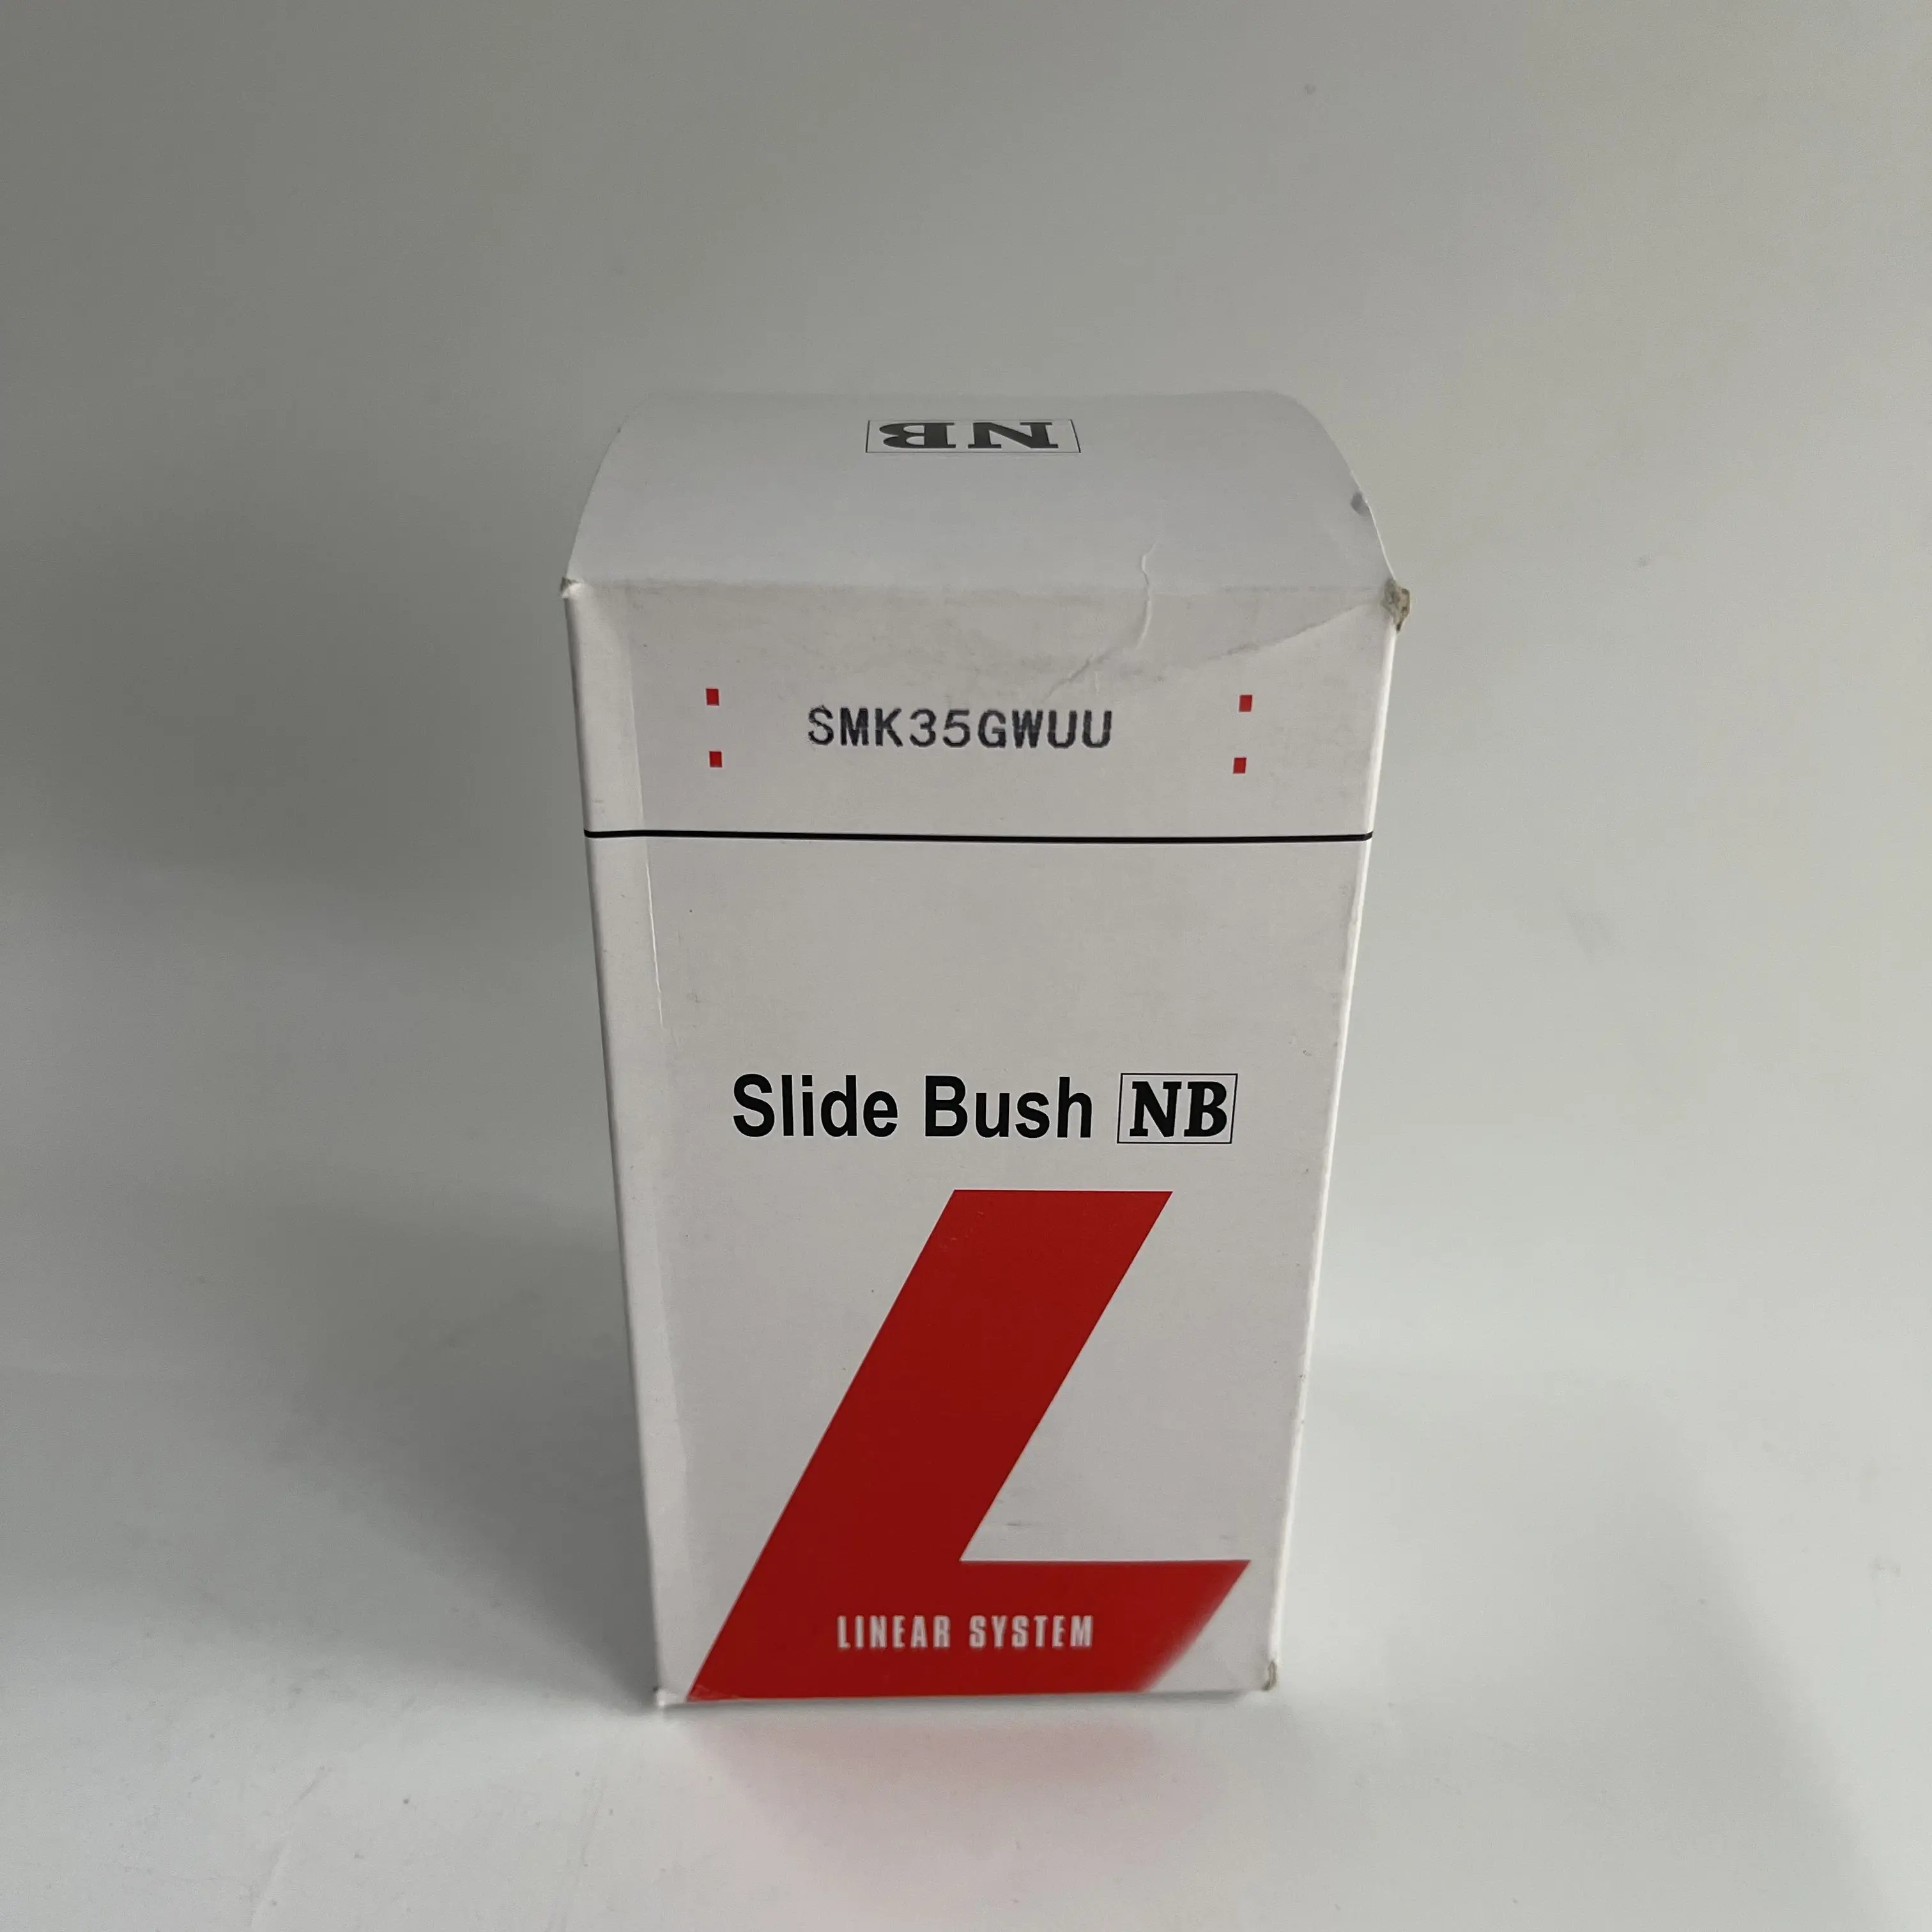 NB
SMK35GWUU
Slide Bush NB
LINEAR SYSTEM